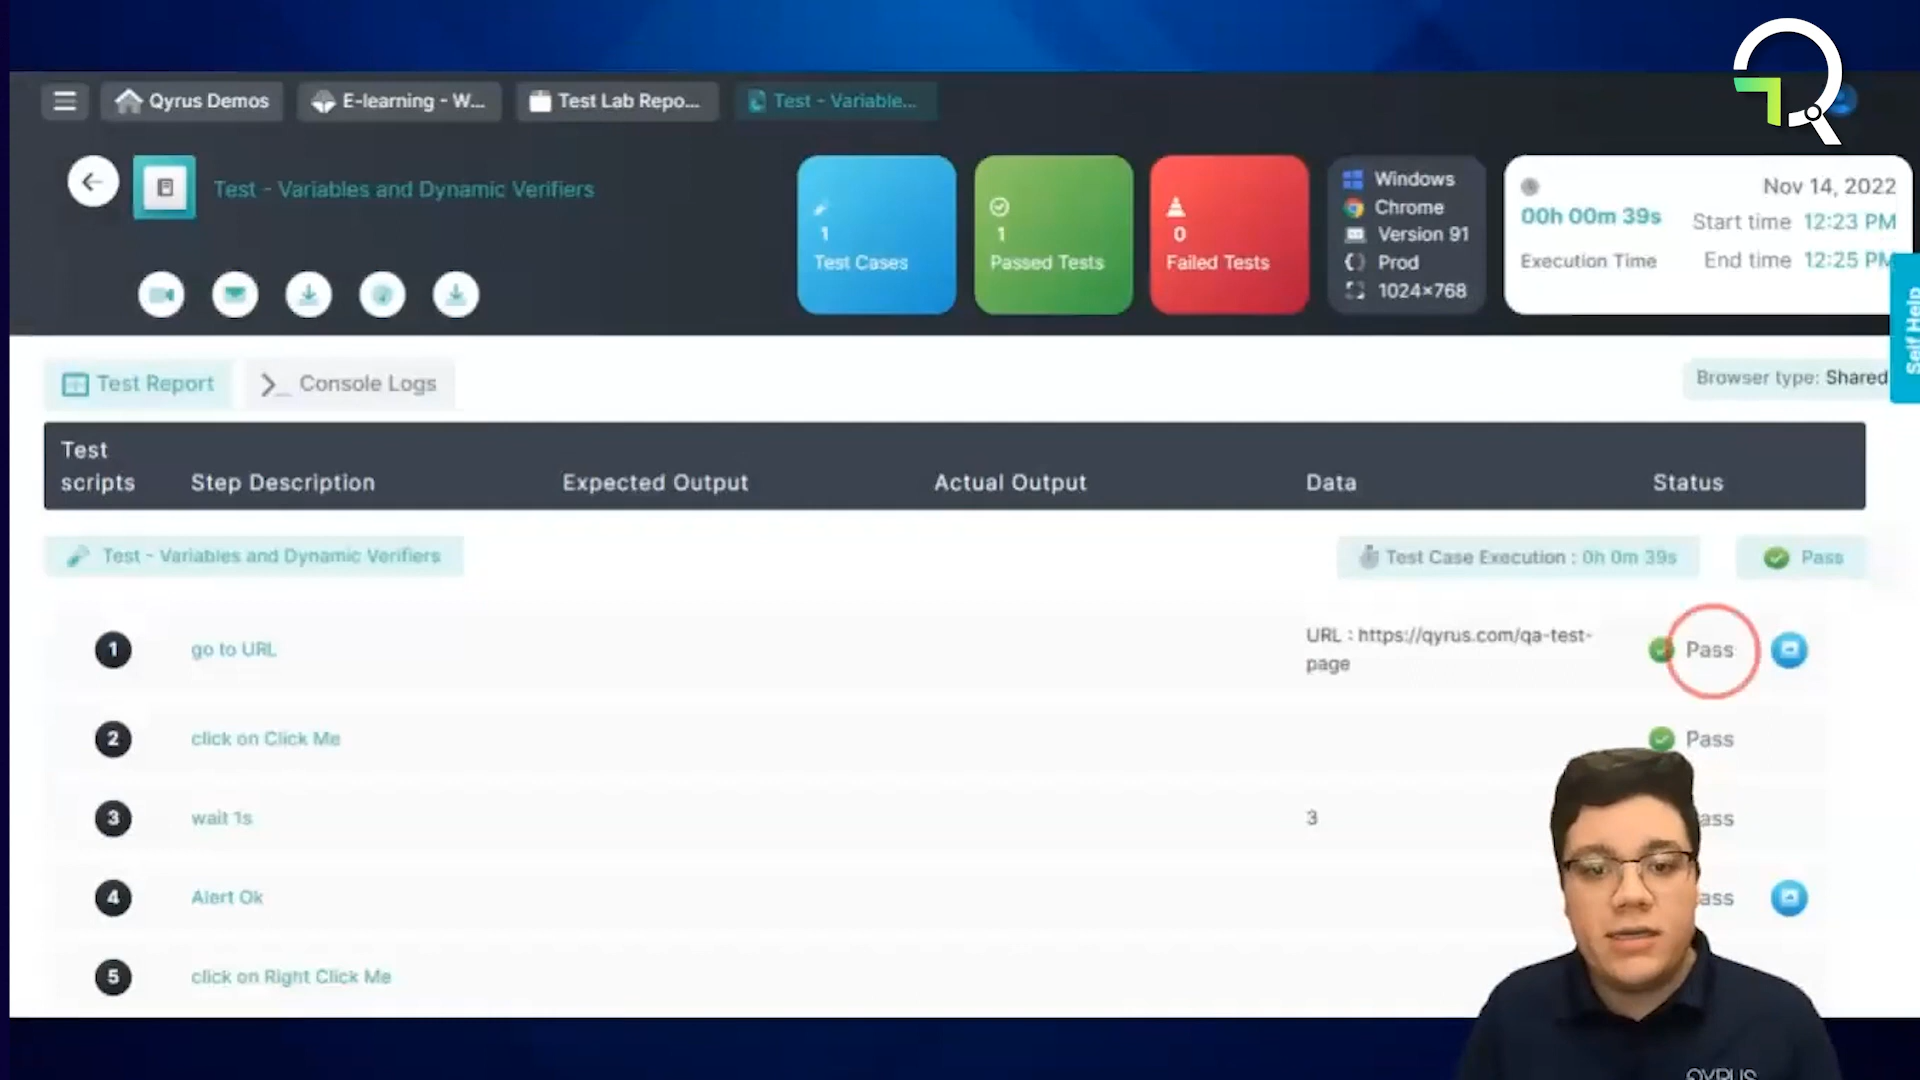 Qyrus Demos
E-learning - W...
Test Lab Repo...
Test - Variable...
Test - Variables and Dynamic Verifiers
1
Test Cases
1
Passed Tests
0
Failed Tests
Windows
Chrome
Version 91
Prod
1024×768
Nov 14, 2022
00h 00m 39s
Start time 12:23 PM
Execution Time
End time 12:25 PM
Self Help
Test Report
Console Logs
Browser type: Shared
Test scripts
Step Description
Expected Output
Actual Output
Data
Status
Test - Variables and Dynamic Verifiers
Test Case Execution : 0h 0m 39s
Pass
1
go to URL
URL : https://qyrus.com/qa-test-
page
Pass
2
click on Click Me
Pass
3
wait 1s
3
ass
4
Alert Ok
ass
5
click on Right Click Me
QYRUS